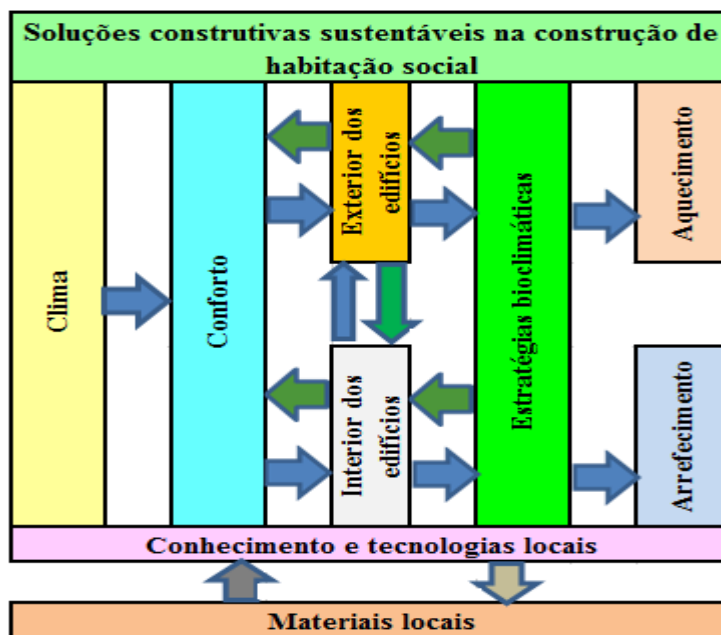 Soluções construtivas sustentáveis na construção de
habitação social
Clima
Conforto
Exterior dos
edifícios
Interior dos
edifícios
Estratégias bioclimáticas
Aquecimento
Arrefecimento
Conhecimento e tecnologias locais
Materiais locais